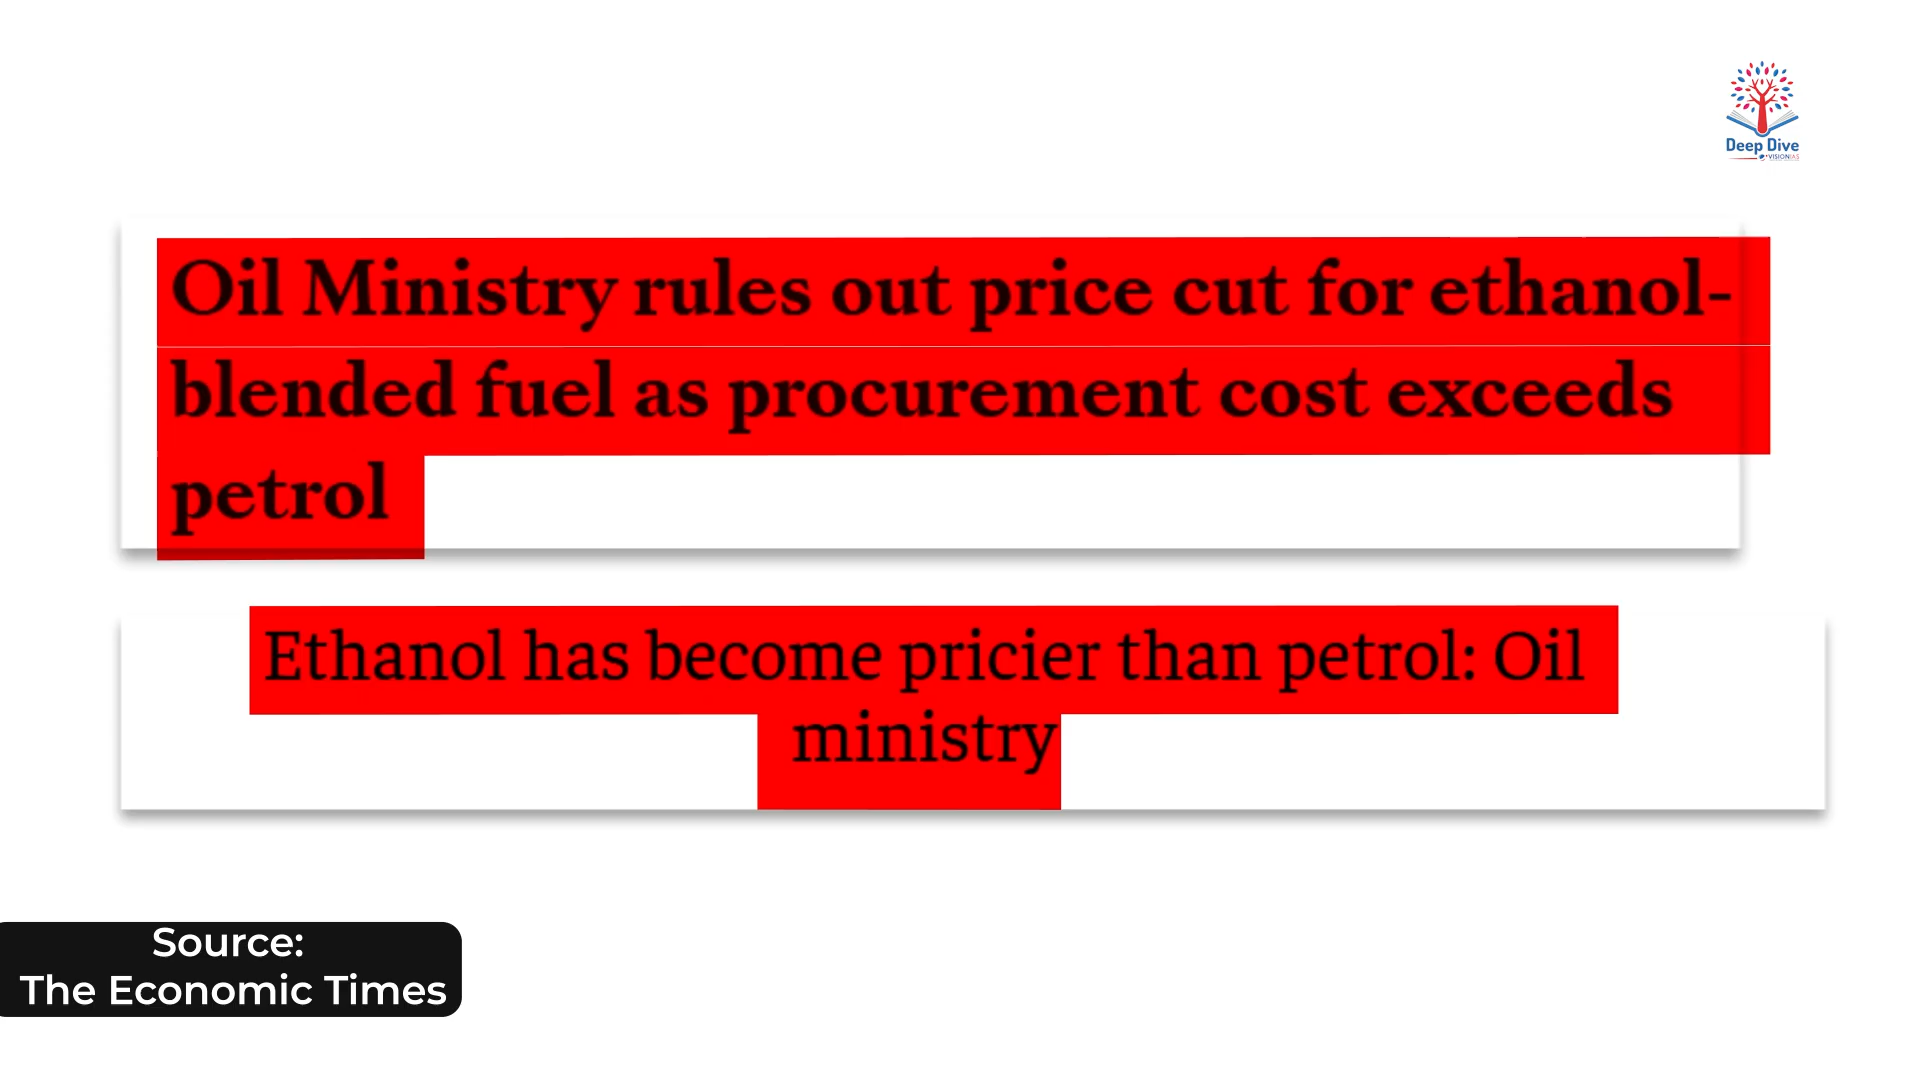 Deep Dive
VISIONIAS
Oil Ministry rules out price cut for ethanol-
blended fuel as procurement cost exceeds
petrol
Ethanol has become pricier than petrol: Oil
ministry
Source:
The Economic Times